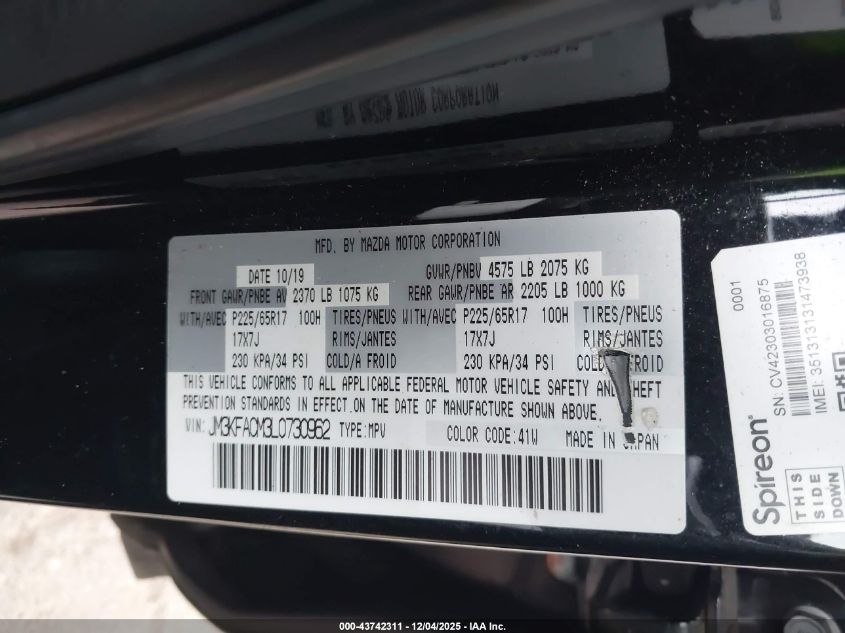 MFD. BY MAZDA MOTOR CORPORATION
DATE 10/19 GVWR/PNBV 4575 LB 2075 KG
FRONT GAWR/PNBE AV 2370 LB 1075 KG REAR GAWR/PNBE AR 2205 LB 1000 KG
WITH/AVEC P225/65R17 100H TIRES/PNEUS WITH/AVEC P225/65R17 100H TIRES/PNEUS
17X7J RIMS/JANTES 17X7J RIMS/JANTES
230 KPA/34 PSI COLD/A FROID 230 KPA/34 PSI FROID
THIS VEHICLE CONFORMS TO ALL APPLICABLE FEDERAL MOTOR VEHICLE SAFETY AND THEFT
PREVENTION STANDARDS IN EFFECT ON THE DATE OF MANUFACTURE SHOWN ABOVE.
VIN: JM3KFACM3L0730962 TYPE:MPV COLOR CODE:41W MADE IN JAPAN
0001
SN: CV42303016875
IMEI: 351313131473938
Spireon
THIS
SIDE
DOWN
000-43742311 - 12/04/2025 - IAA Inc.